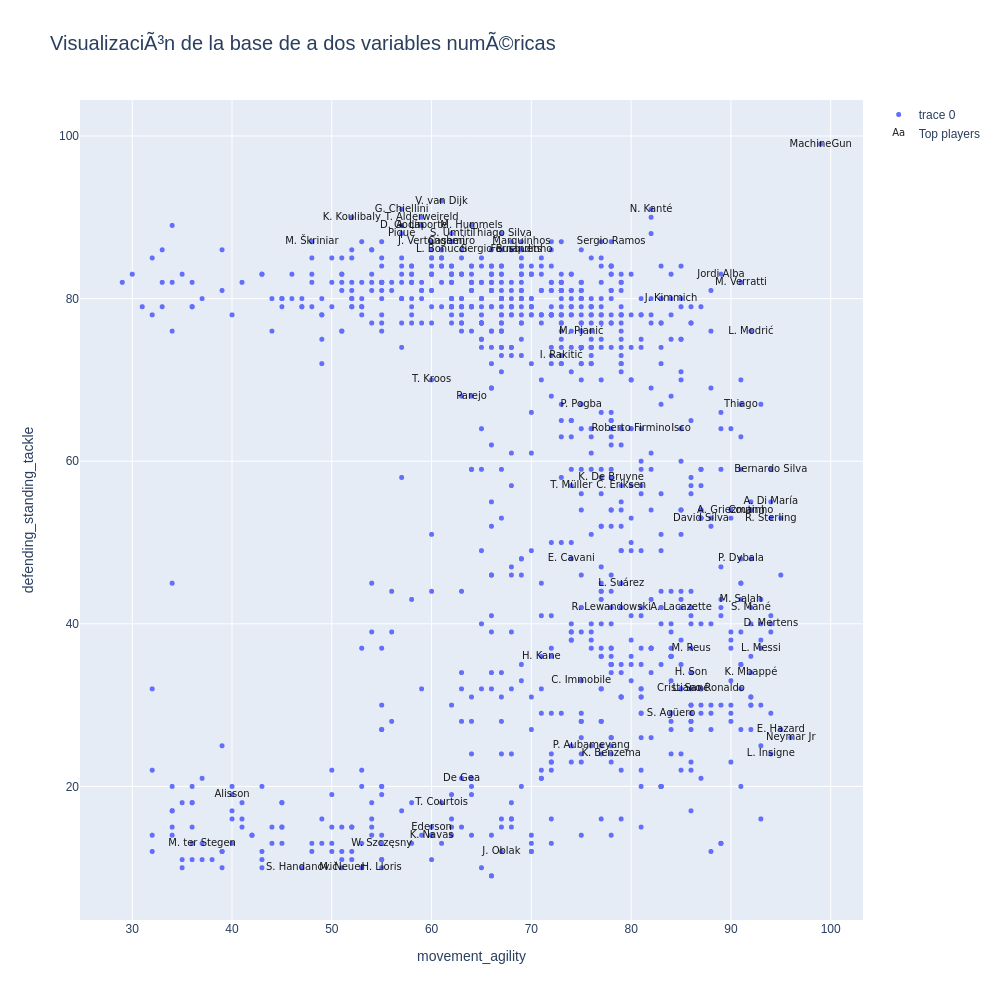 VisualizaciÃ³n de la base de a dos variables numÃ©ricas
trace 0
Aa Top players
100
80
60
40
20
defending_standing_tackle
MachineGun
V. van Dijk
G. Chiellini
N. Kanté
K. Koulibaly
T. Alderweireld
M. Hummels
Piqué
S. Umtiti
Thiago Silva
M. Škriniar
J. Vertonghen
Marquinhos
Sergio Ramos
L. Bonucci
Jordi Alba
M. Verratti
J. Kimmich
M. Pjanić
L. Modrić
I. Rakitić
T. Kroos
Parejo
P. Pogba
Thiago
Roberto Firmino
Isco
Bernardo Silva
K. De Bruyne
T. Müller
C. Eriksen
A. Di María
A. Griezmann
David Silva
R. Sterling
E. Cavani
P. Dybala
L. Suárez
M. Salah
R. Lewandowski
A. Lacazette
S. Mané
D. Mertens
H. Kane
M. Reus
L. Messi
C. Immobile
H. Son
K. Mbappé
Cristiano Ronaldo
S. Agüero
E. Hazard
Neymar Jr
P. Aubameyang
K. Benzema
L. Insigne
De Gea
Alisson
T. Courtois
Ederson
K. Navas
M. ter Stegen
W. Szczęsny
J. Oblak
S. Handanovič
M. Neuer
H. Lloris
30
40
50
60
70
80
90
100
movement_agility